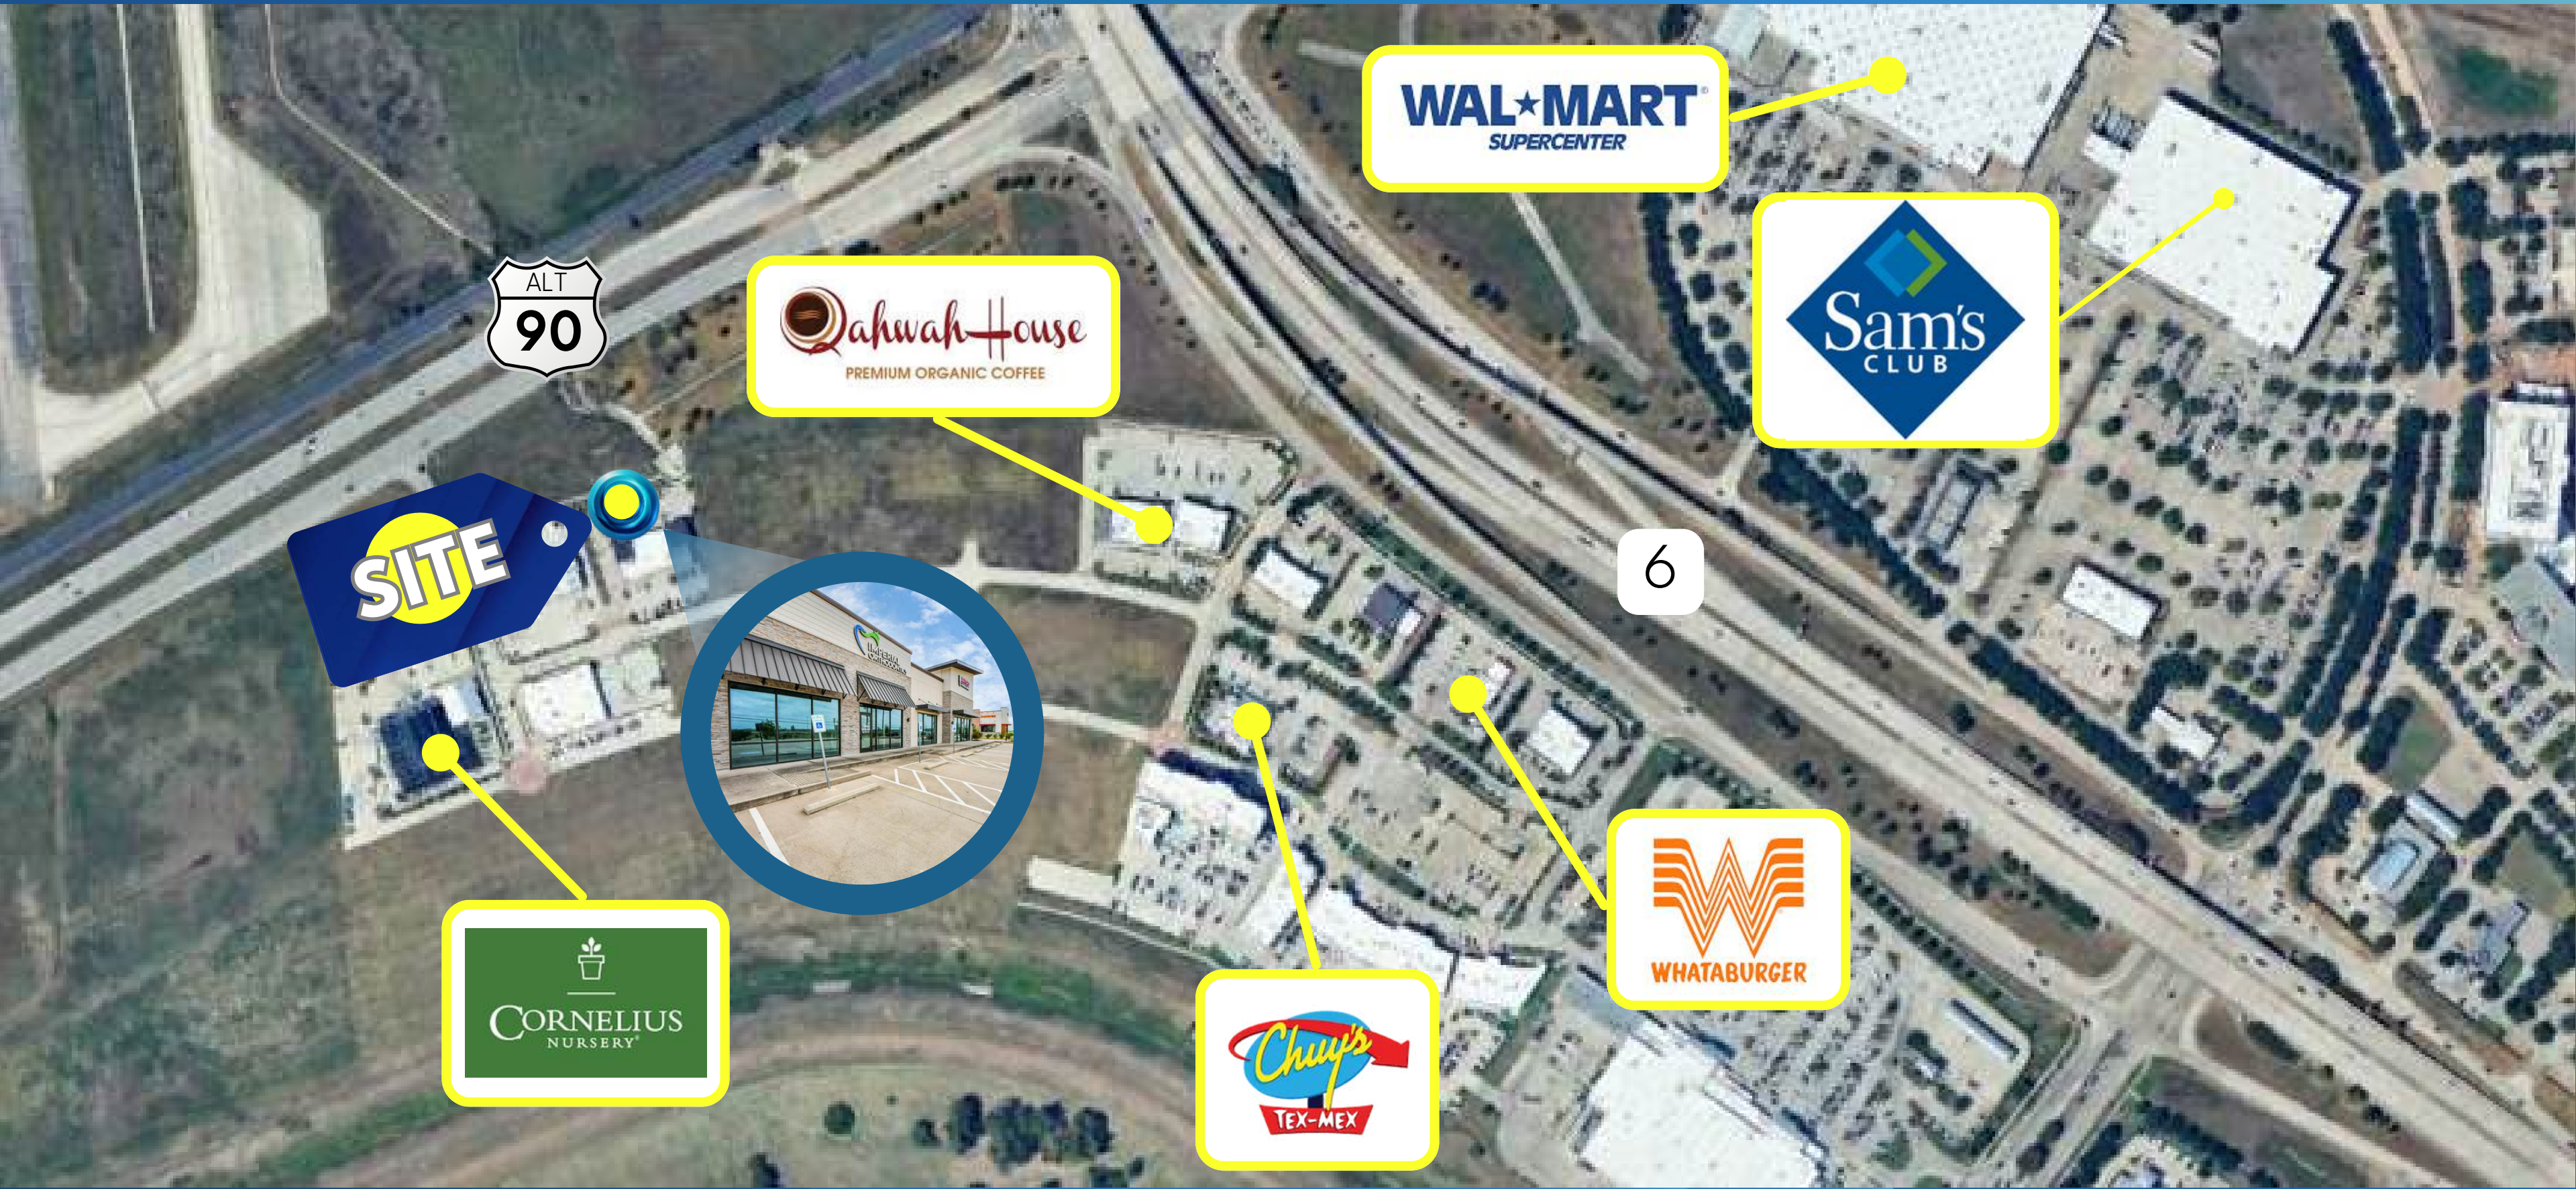 WAL★MART
SUPERCENTER
Sam's
CLUB
ALT
90
Qahwah House
PREMIUM ORGANIC COFFEE
SITE
6
IMPERIAL
CORNELIUS
NURSERY®
WHATABURGER
Chuy's
TEX-MEX